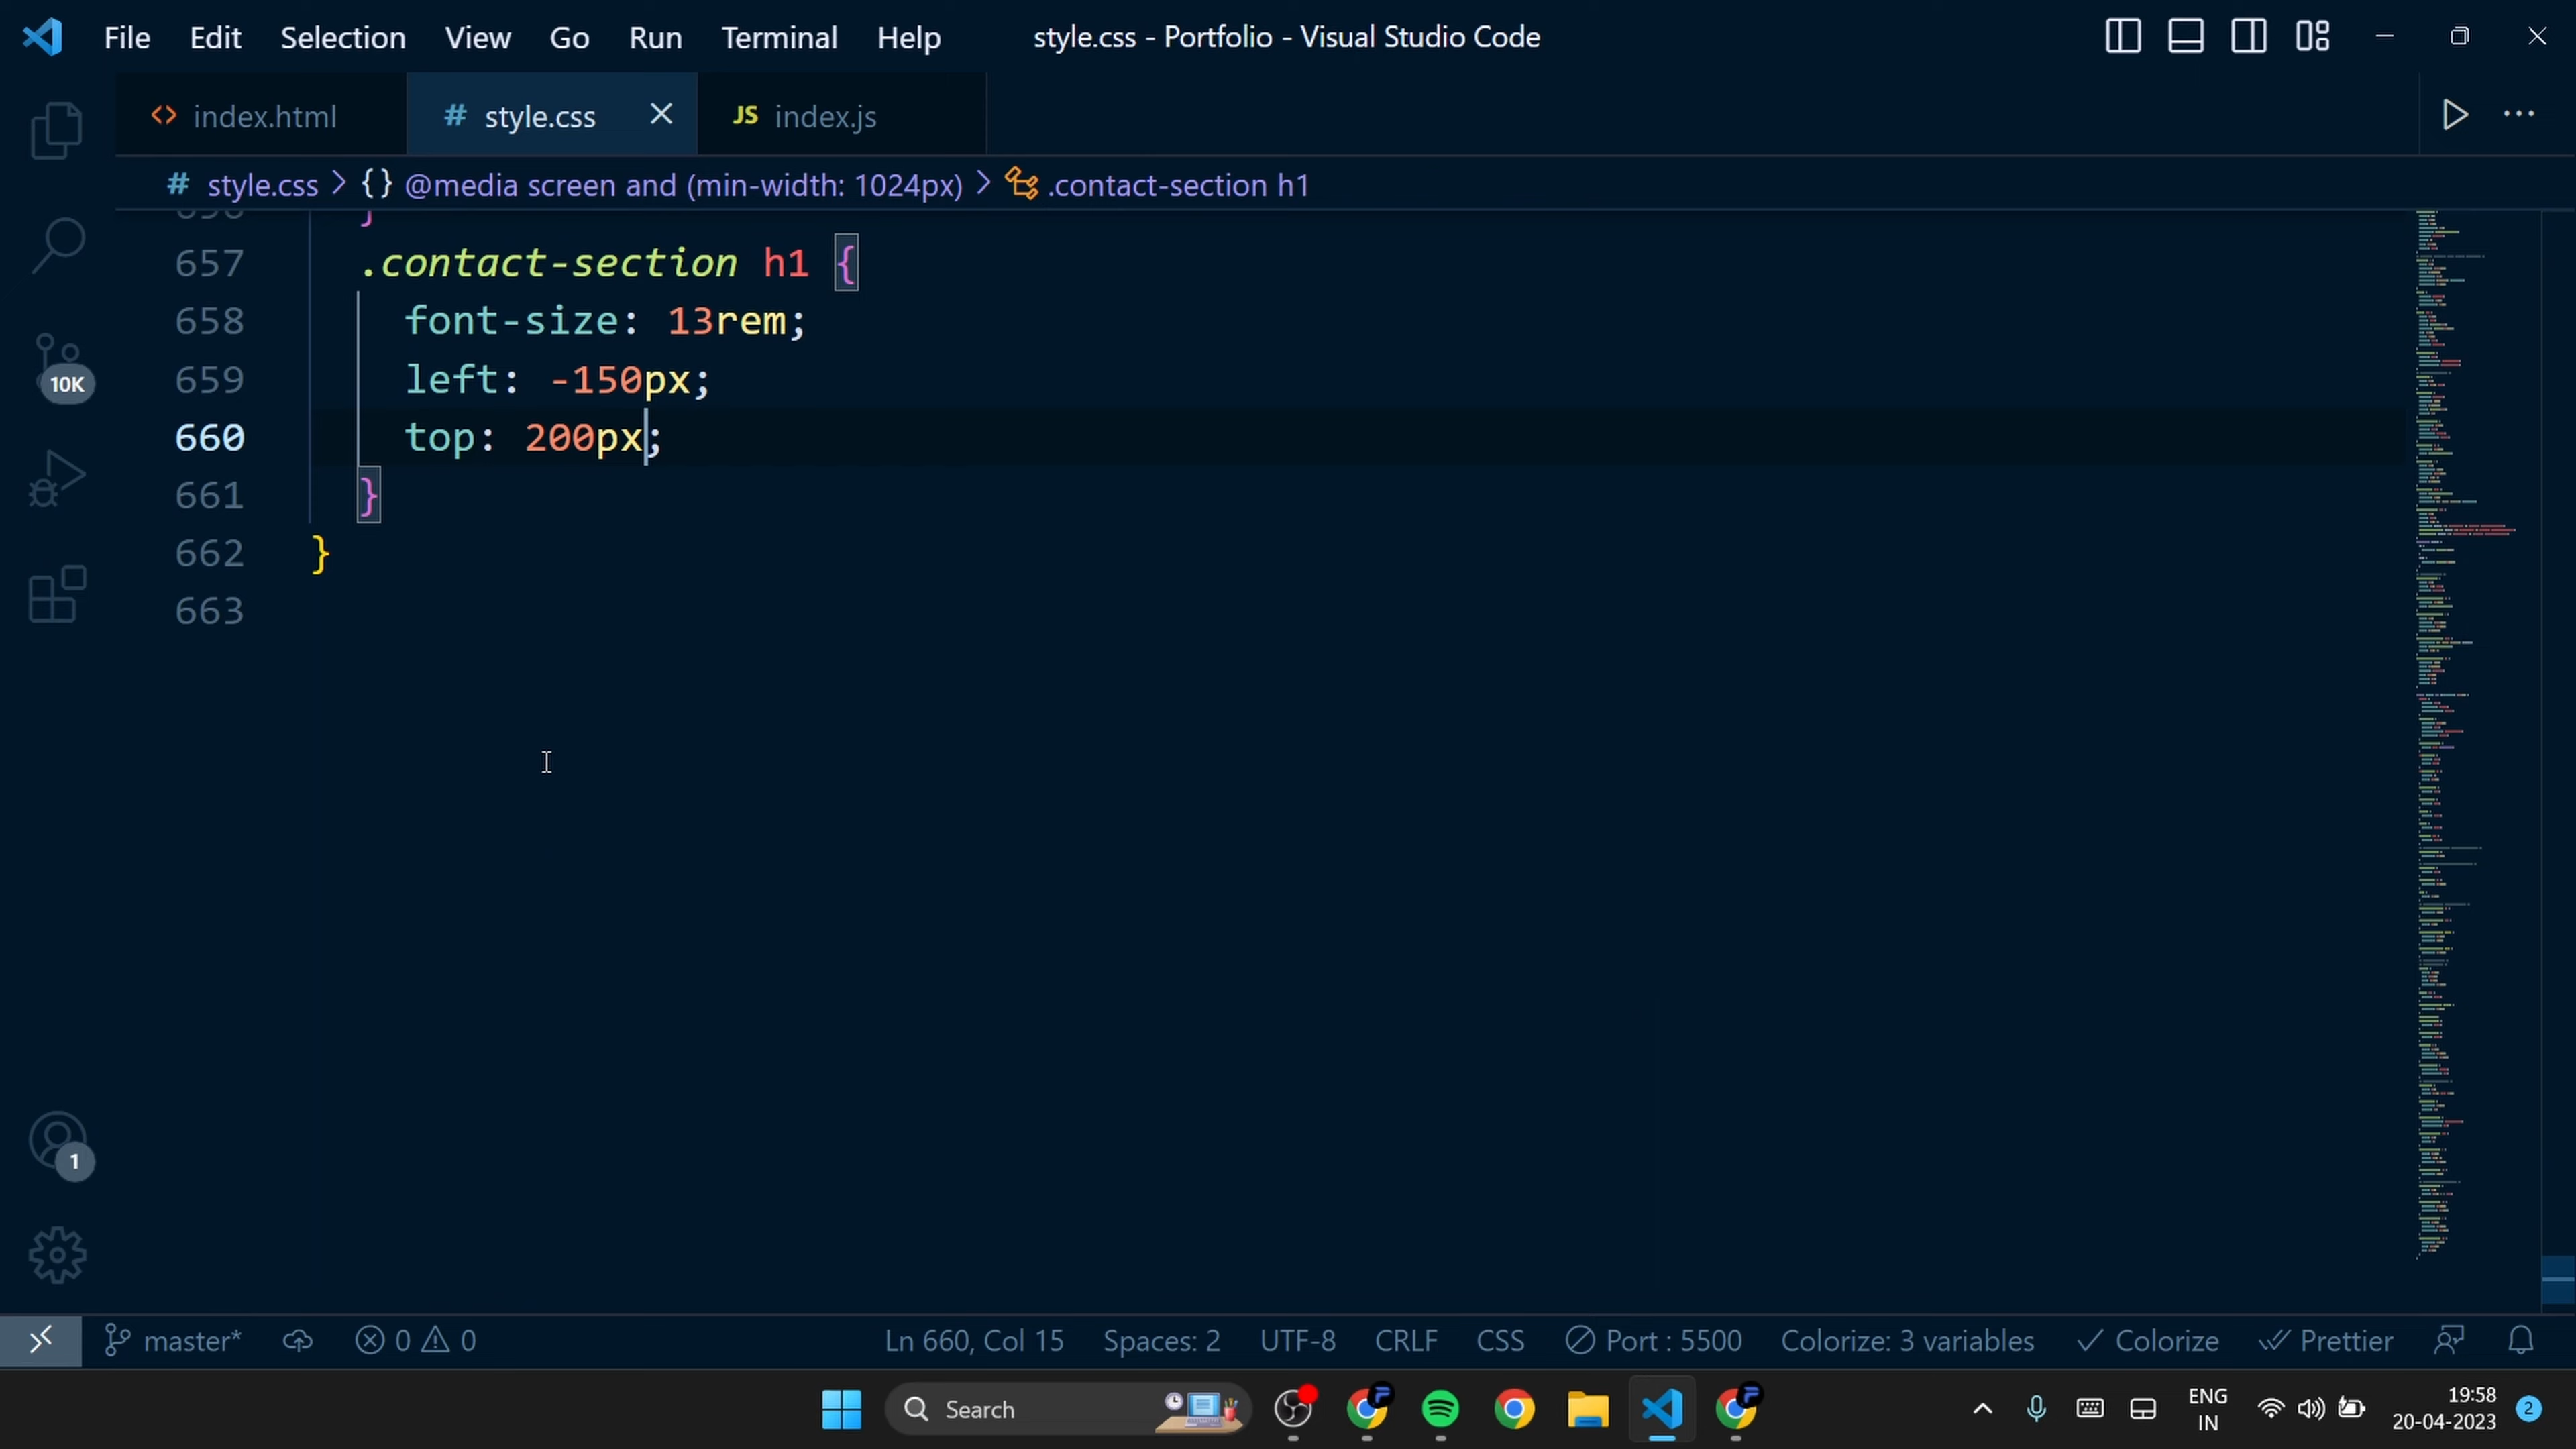 File Edit Selection View Go Run Terminal Help style.css - Portfolio - Visual Studio Code
<> index.html # style.css JS index.js
# style.css > {} @media screen and (min-width: 1024px) > .contact-section h1
656 }
657 .contact-section h1 {
658 font-size: 13rem;
659 left: -150px;
660 top: 200px;
661 }
662 }
663
10K
1
master* 0 0 Ln 660, Col 15 Spaces: 2 UTF-8 CRLF CSS Port : 5500 Colorize: 3 variables Colorize Prettier
Search ENG 19:58
IN 20-04-2023 2